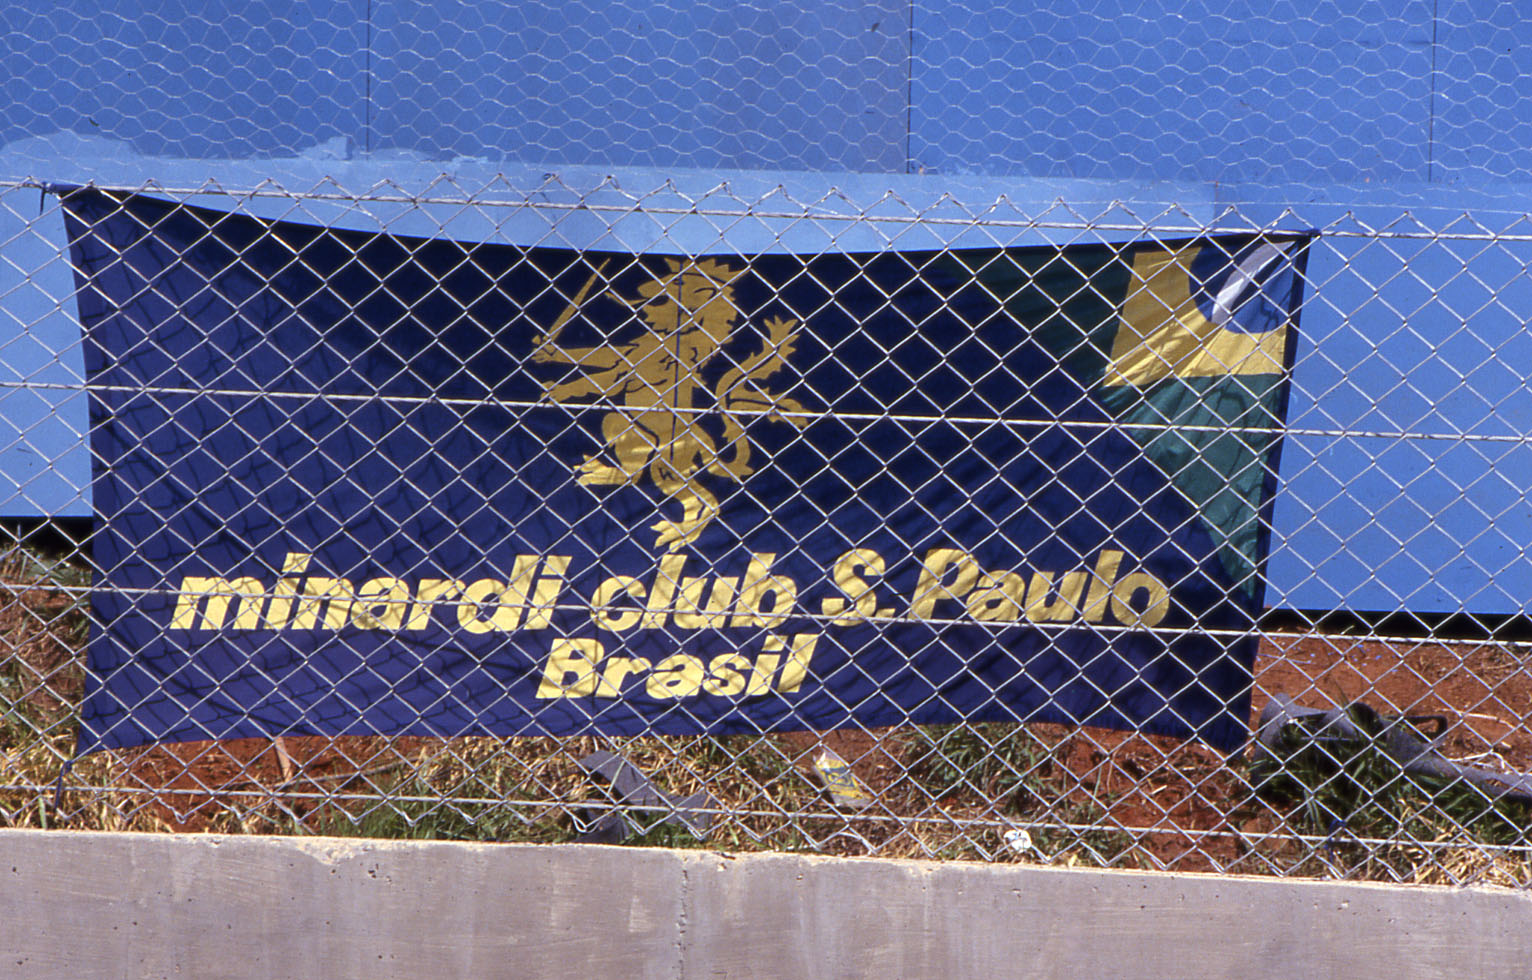 minardi club S. Paulo
Brasil